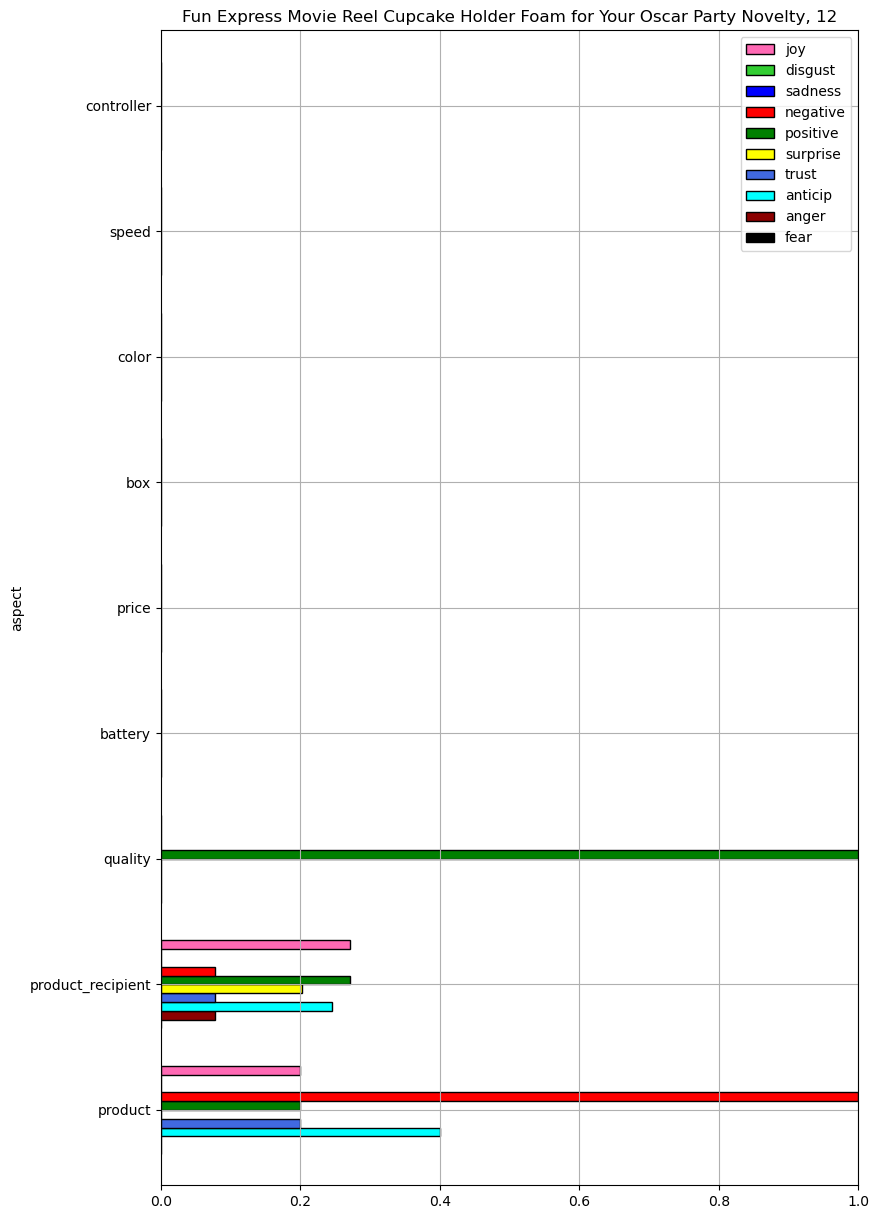 Fun Express Movie Reel Cupcake Holder Foam for Your Oscar Party Novelty, 12
joy
disgust
sadness
negative
positive
surprise
trust
anticip
anger
fear
controller
speed
color
box
price
battery
quality
product_recipient
product
aspect
0.0 0.2 0.4 0.6 0.8 1.0